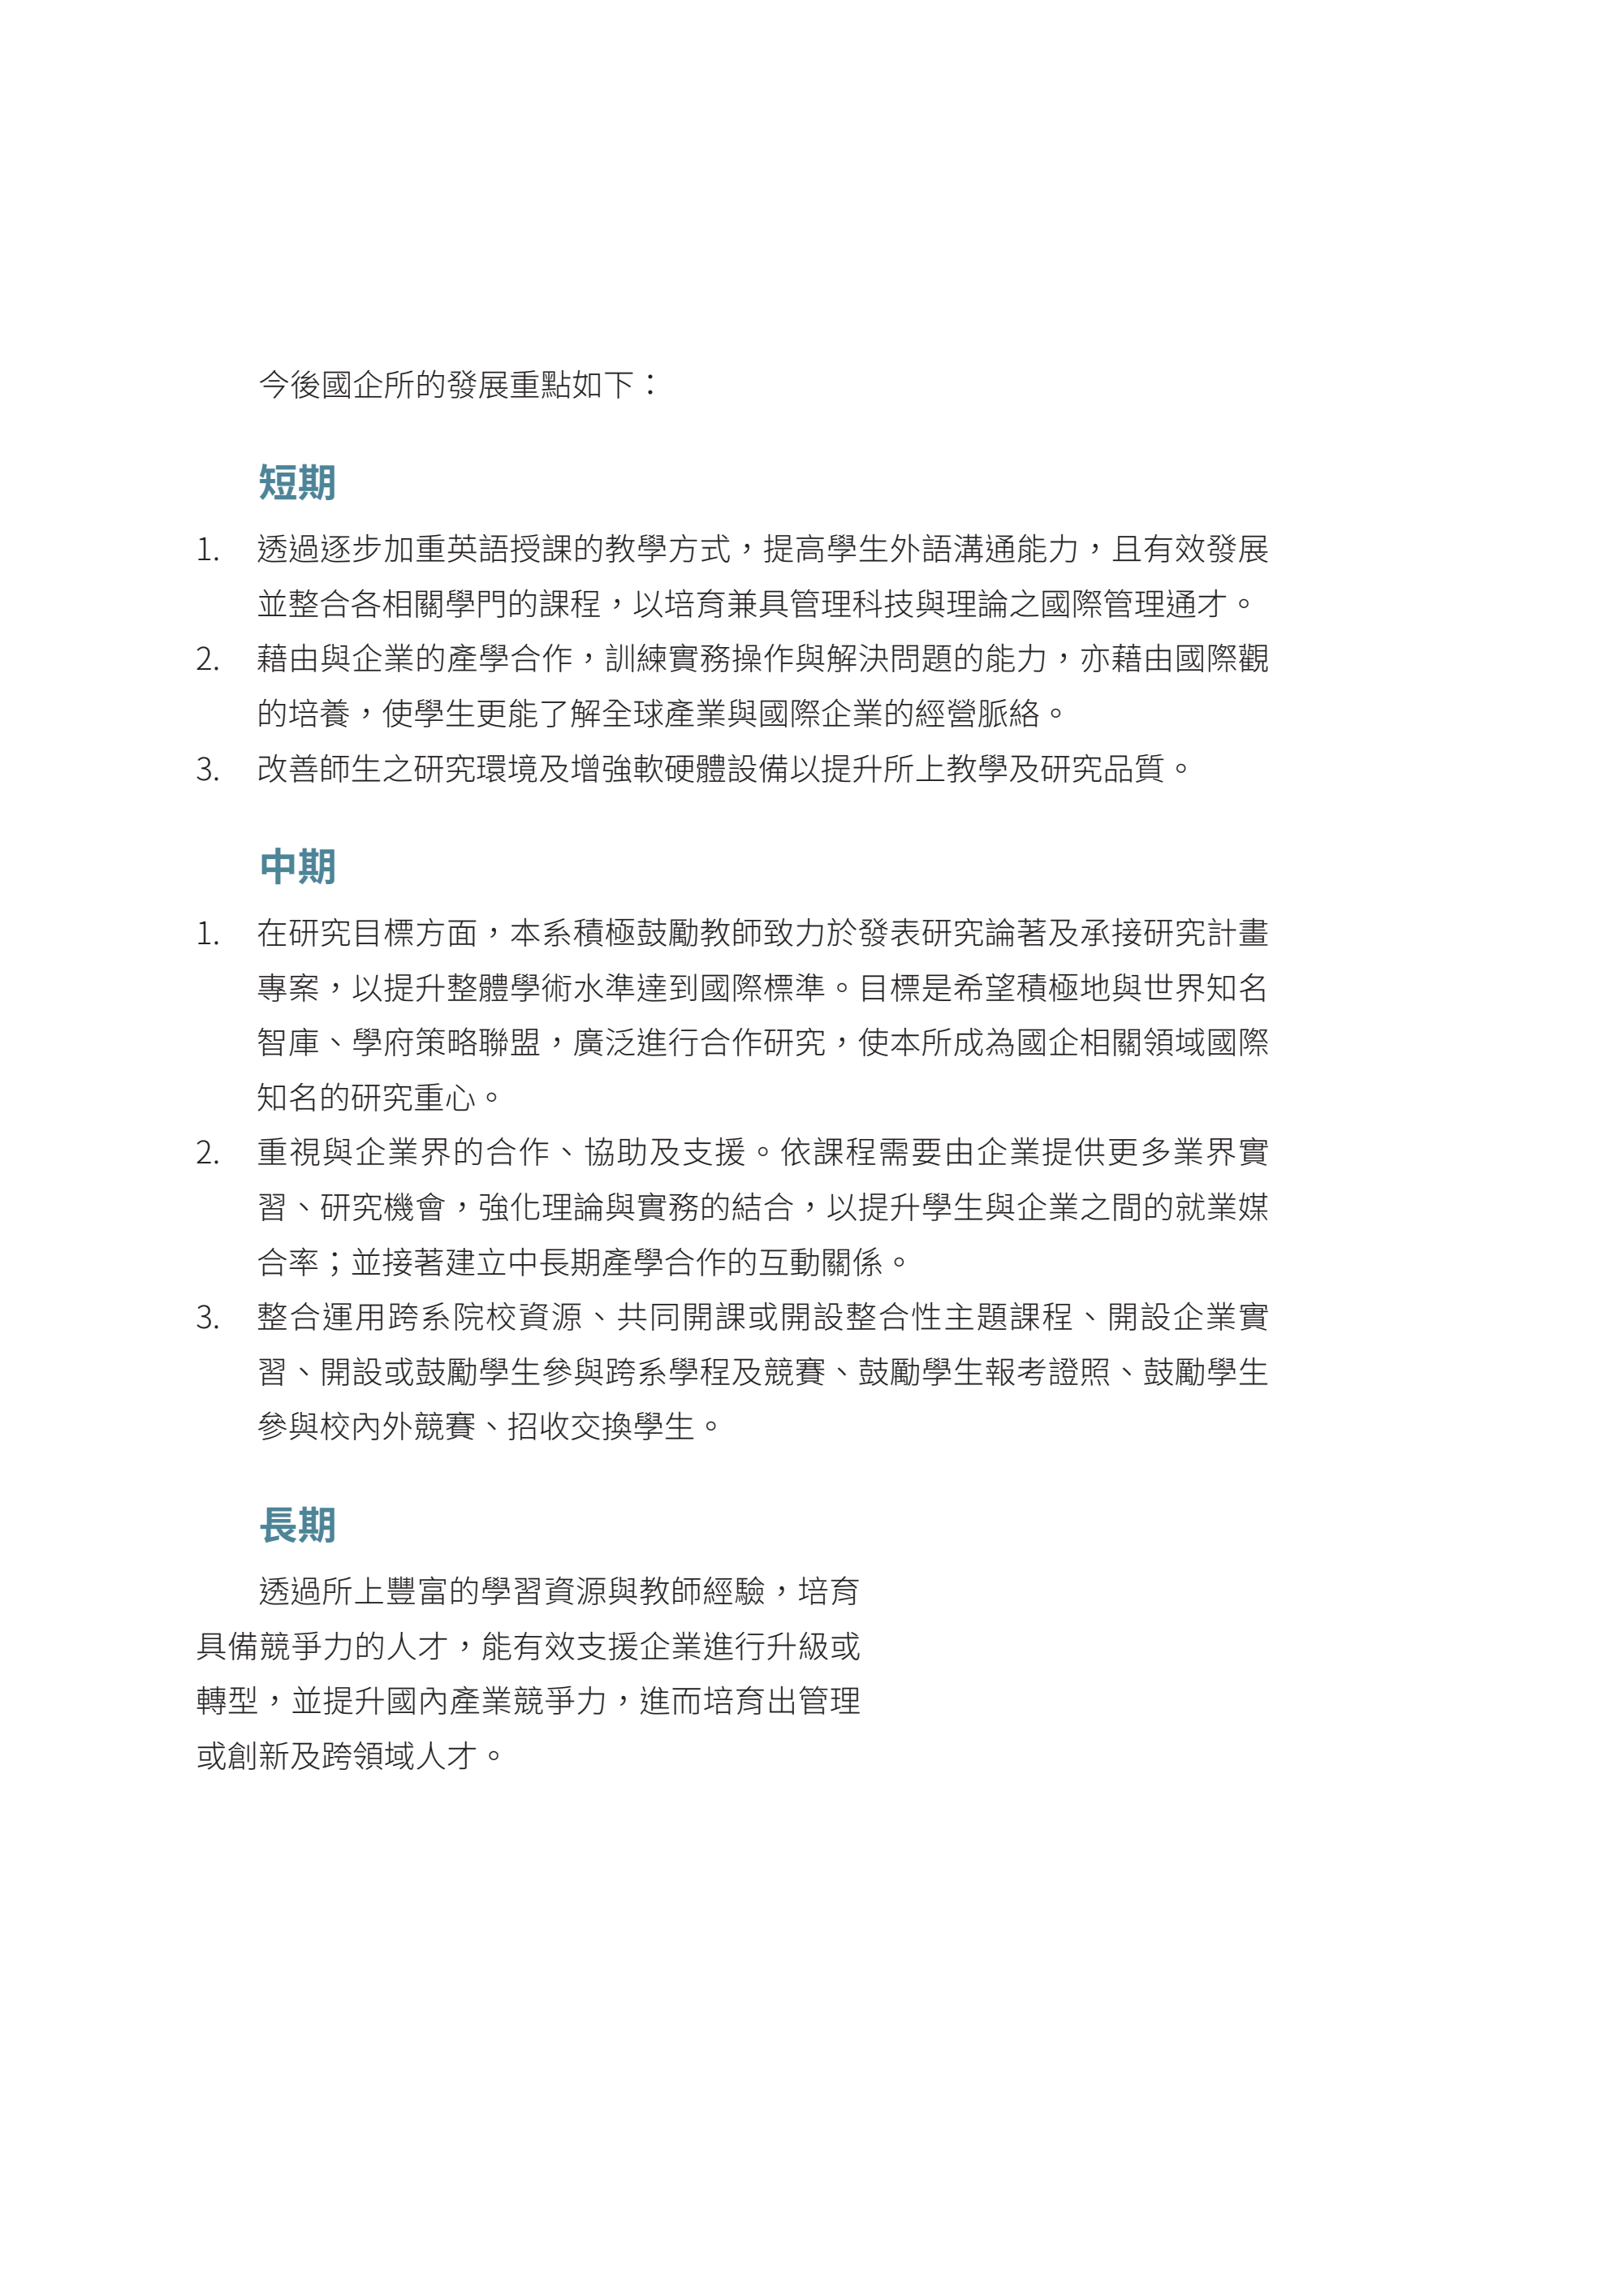 今後國企所的發展重點如下：
短期
1. 透過逐步加重英語授課的教學方式，提高學生外語溝通能力，且有效發展
並整合各相關學門的課程，以培育兼具管理科技與理論之國際管理通才。
2. 藉由與企業的產學合作，訓練實務操作與解決問題的能力，亦藉由國際觀
的培養，使學生更能了解全球產業與國際企業的經營脈絡。
3. 改善師生之研究環境及增強軟硬體設備以提升所上教學及研究品質。
中期
1. 在研究目標方面，本系積極鼓勵教師致力於發表研究論著及承接研究計畫
專案，以提升整體學術水準達到國際標準。目標是希望積極地與世界知名
智庫、學府策略聯盟，廣泛進行合作研究，使本所成為國企相關領域國際
知名的研究重心。
2. 重視與企業界的合作、協助及支援。依課程需要由企業提供更多業界實
習、研究機會，強化理論與實務的結合，以提升學生與企業之間的就業媒
合率；並接著建立中長期產學合作的互動關係。
3. 整合運用跨系院校資源、共同開課或開設整合性主題課程、開設企業實
習、開設或鼓勵學生參與跨系學程及競賽、鼓勵學生報考證照、鼓勵學生
參與校內外競賽、招收交換學生。
長期
透過所上豐富的學習資源與教師經驗，培育
具備競爭力的人才，能有效支援企業進行升級或
轉型，並提升國內產業競爭力，進而培育出管理
或創新及跨領域人才。